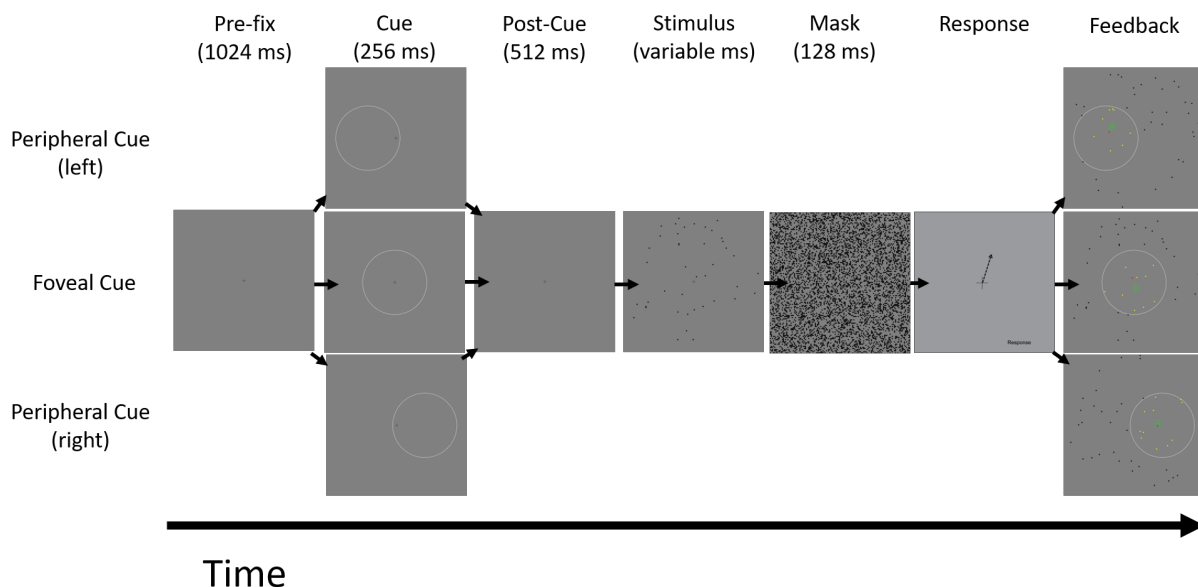 Pre-fix
(1024 ms)
Cue
(256 ms)
Post-Cue
(512 ms)
Stimulus
(variable ms)
Mask
(128 ms)
Response
Feedback
Peripheral Cue
(left)
Foveal Cue
Response
Peripheral Cue
(right)
Time